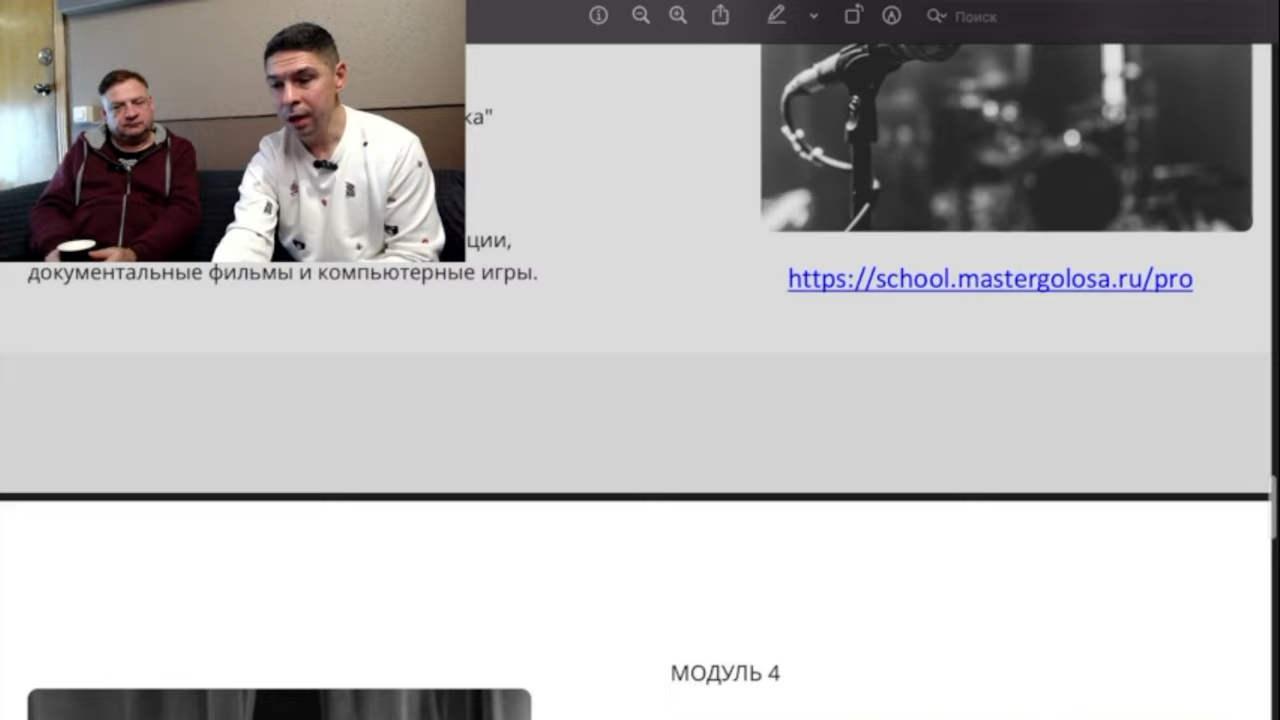 Поиск
ка"
ции,
документальные фильмы и компьютерные игры.
https://school.mastergolosa.ru/pro
МОДУЛЬ 4